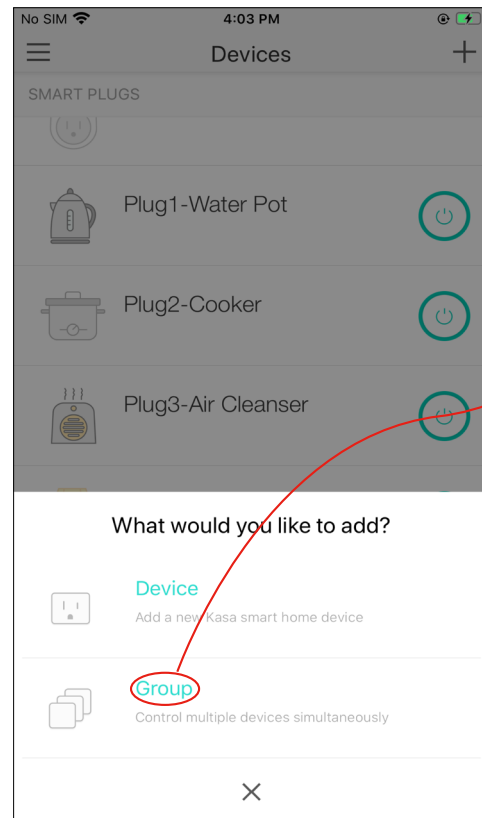 No SIM 4:03 PM
Devices
SMART PLUGS
Plug1-Water Pot
Plug2-Cooker
Plug3-Air Cleanser
What would you like to add?
Device
Add a new Kasa smart home device
Group
Control multiple devices simultaneously